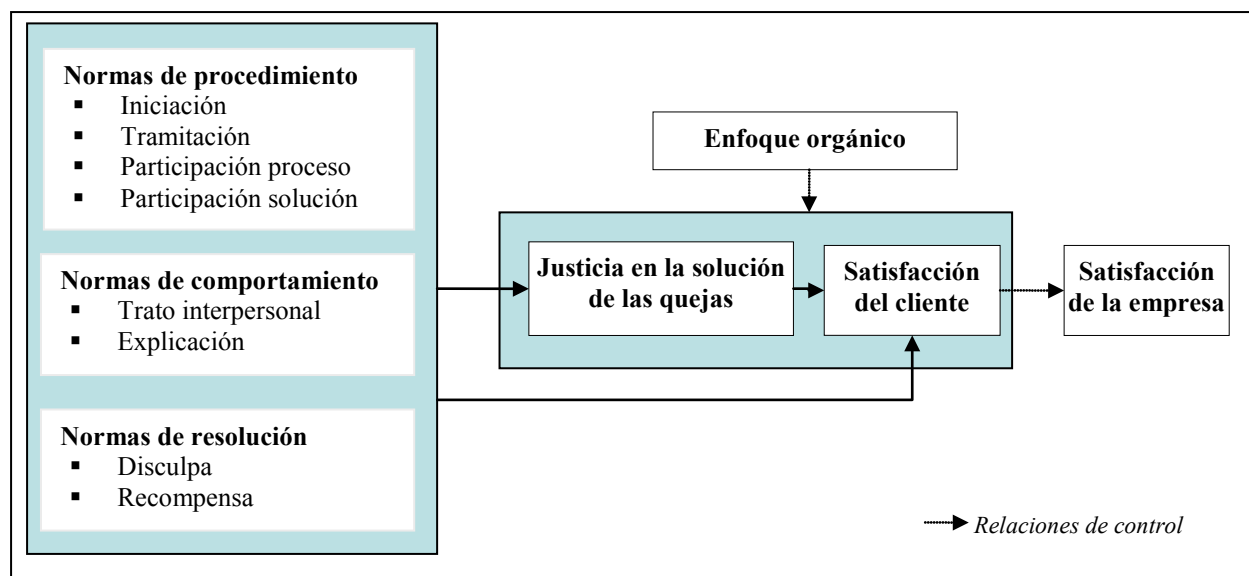 Normas de procedimiento
▪ Iniciación
▪ Tramitación
▪ Participación proceso
▪ Participación solución
Normas de comportamiento
▪ Trato interpersonal
▪ Explicación
Normas de resolución
▪ Disculpa
▪ Recompensa
Enfoque orgánico
Justicia en la solución
de las quejas
Satisfacción
del cliente
Satisfacción
de la empresa
Relaciones de control